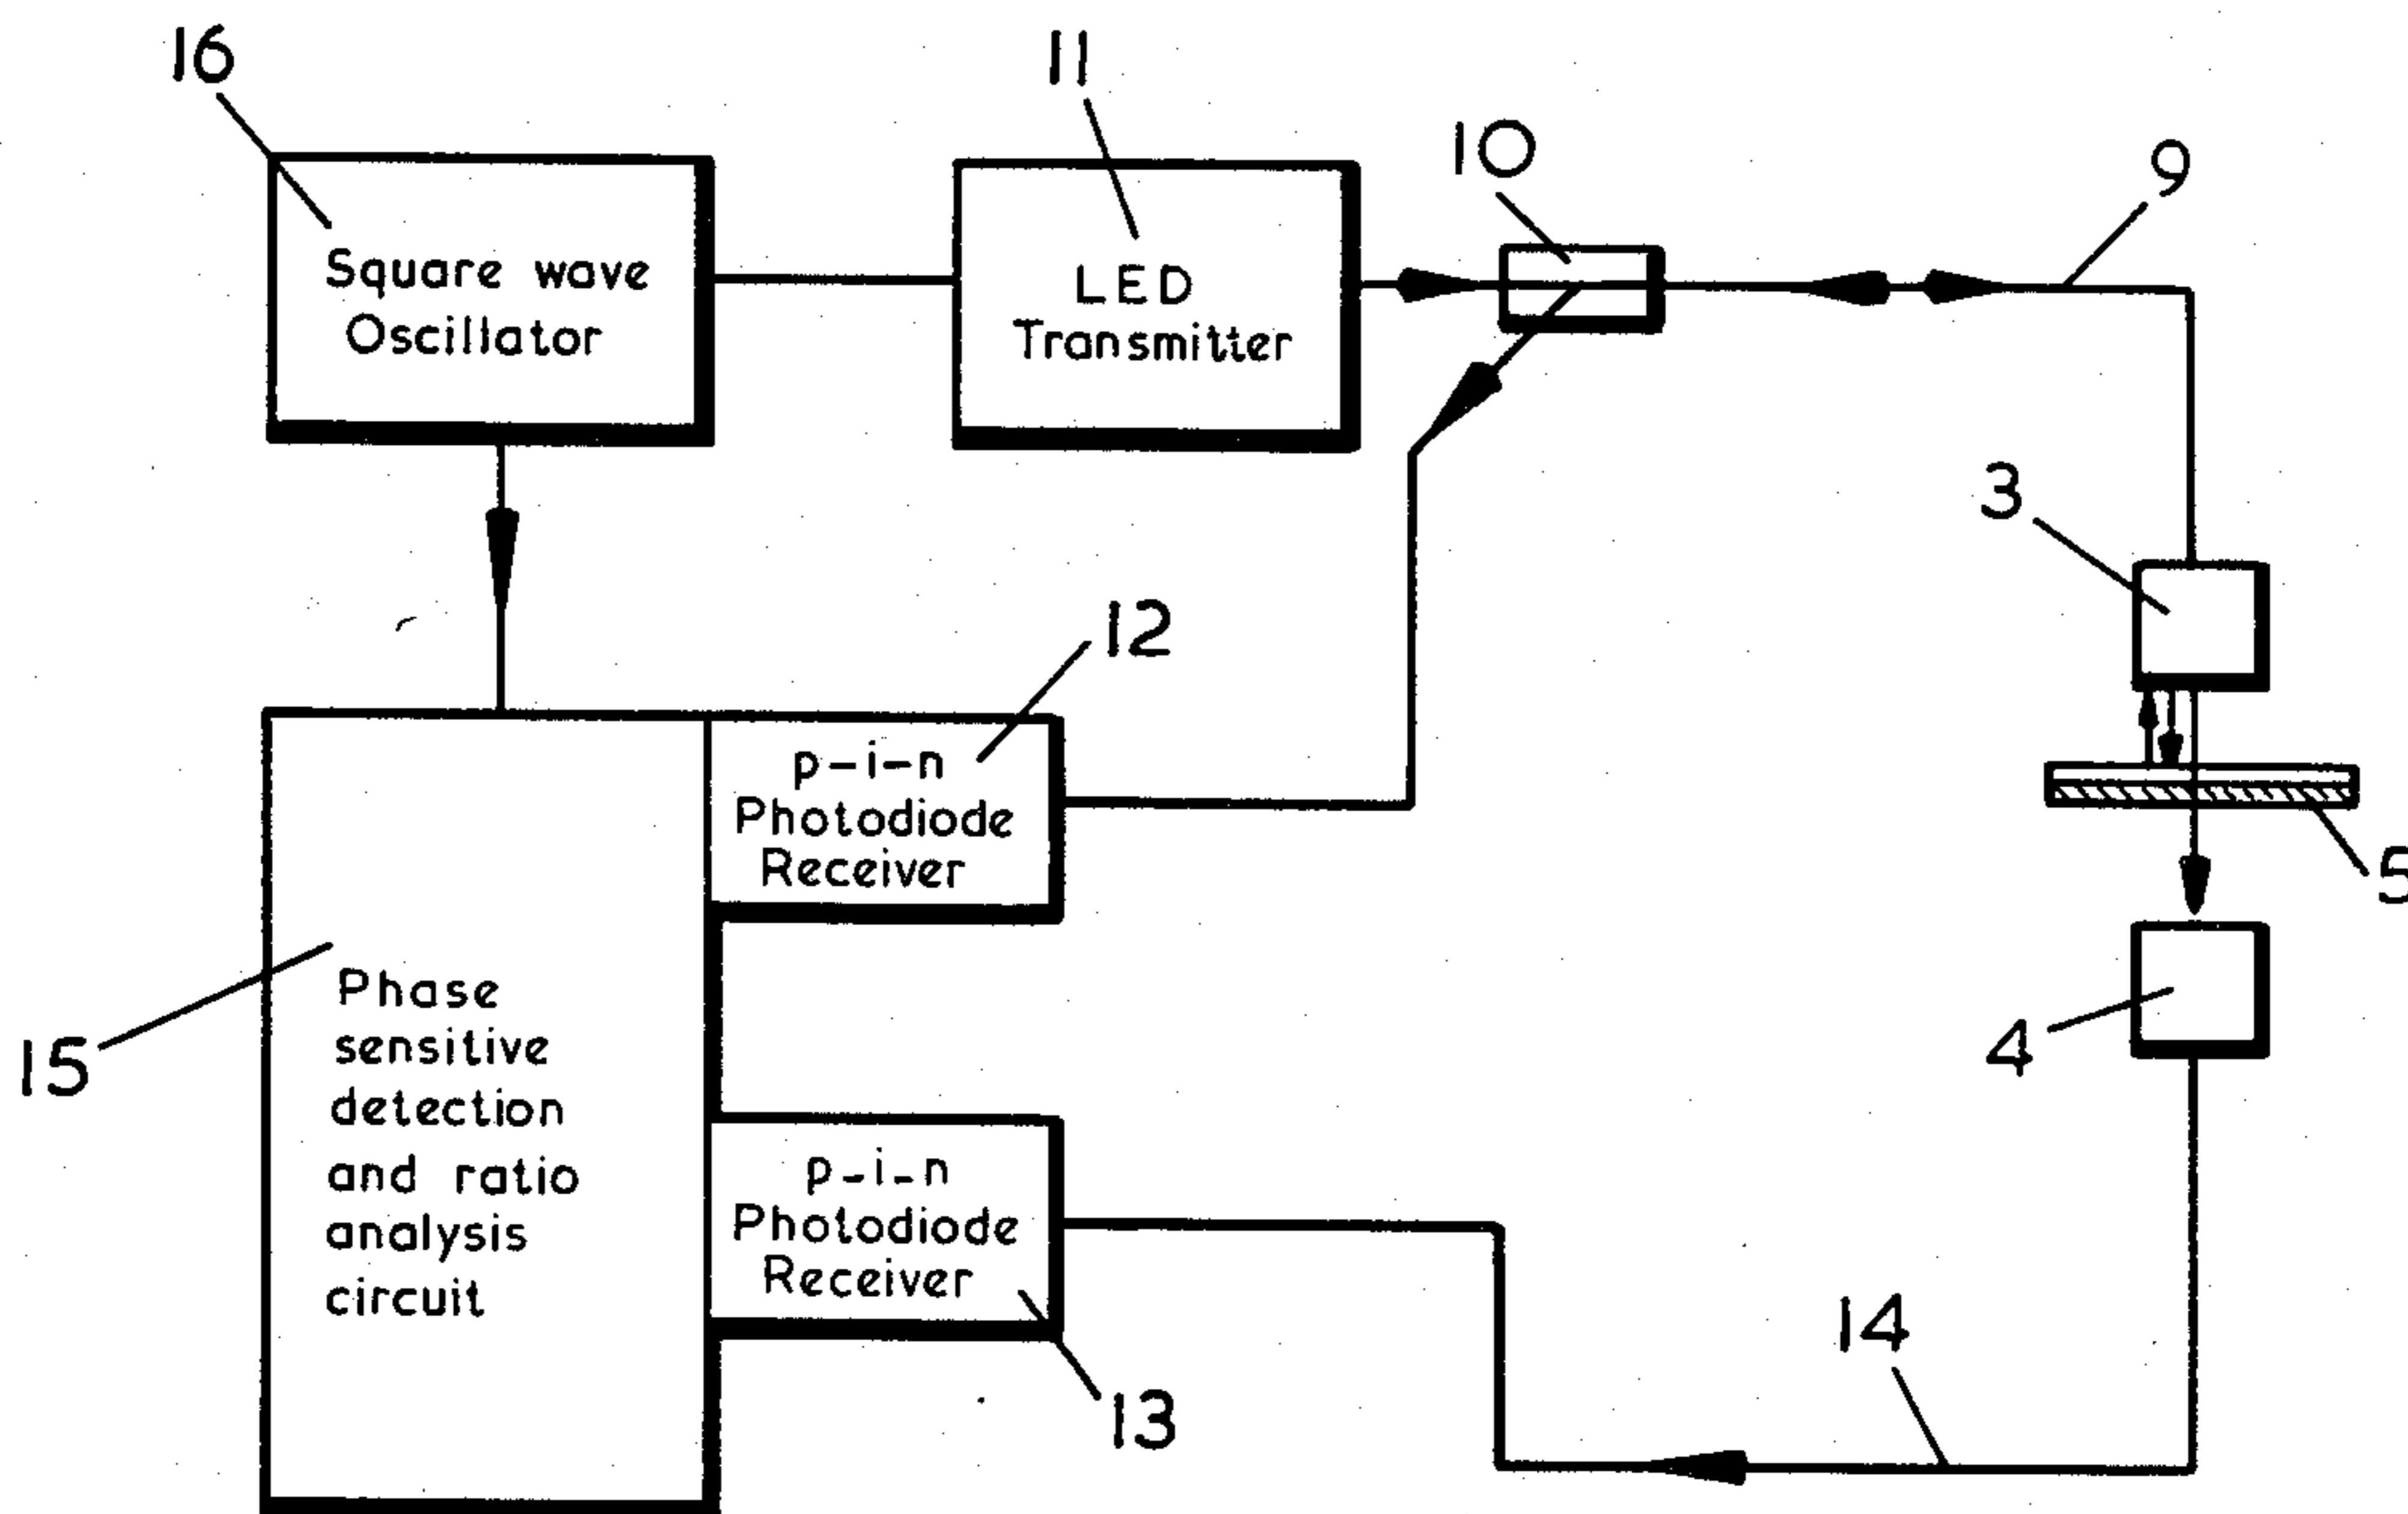 16
11
10
9
Square wave
Oscillator
LED
Transmitter
3
12
p-i-n
Photodiode
Receiver
5
15
Phase
sensitive
detection
and ratio
analysis
circuit
4
p-i-n
Photodiode
Receiver
13
14